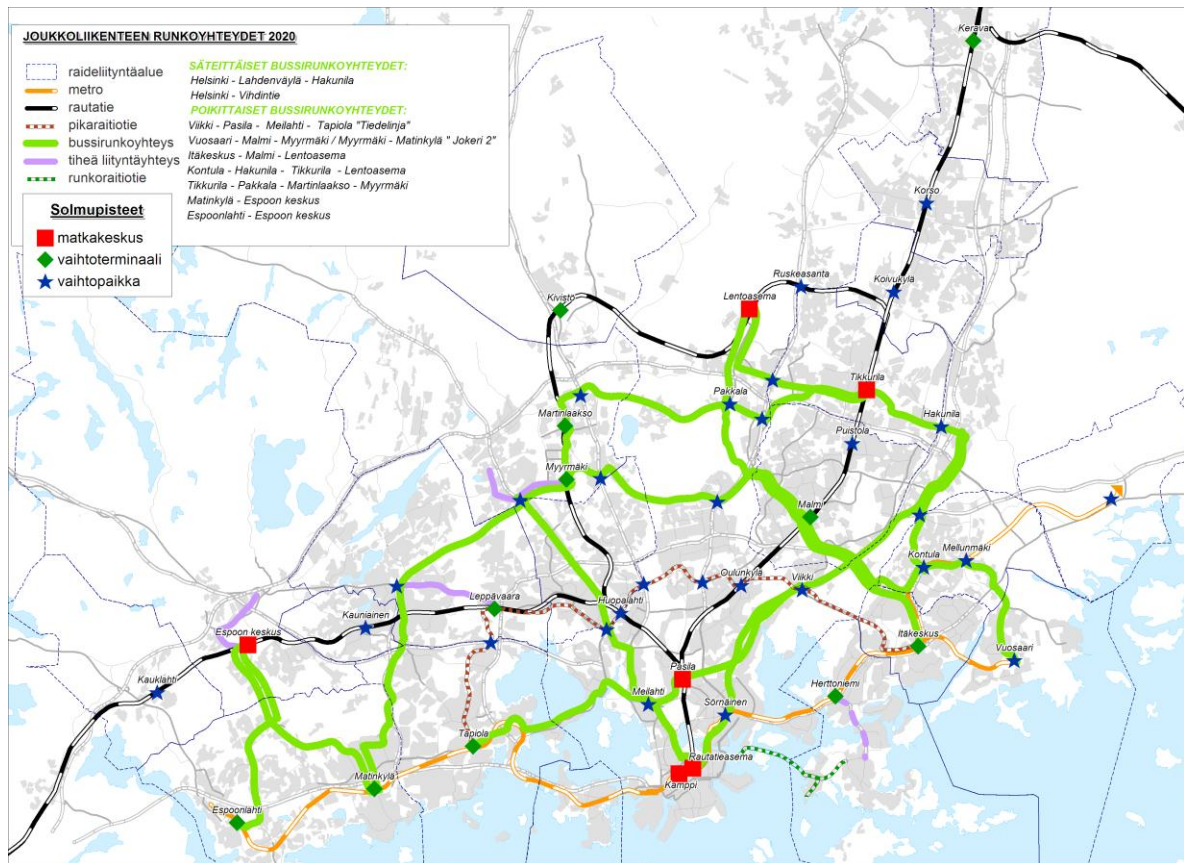 JOUKKOLIIKENTEEN RUNKOYHTEYDET 2020
raideliityntäalue
metro
rautatie
pikaraitiotie
bussirunkoyhteys
tiheä liityntäyhteys
runkoraitiotie
SÄTEITTÄISET BUSSIRUNKOYHTEYDET:
Helsinki - Lahdenväylä - Hakunila
Helsinki - Vihdintie
POIKITTAISET BUSSIRUNKOYHTEYDET:
Viikki - Pasila - Meilahti - Tapiola "Tiedelinja"
Vuosaari - Malmi - Myyrmäki / Myyrmäki - Matinkylä " Jokeri 2"
Itäkeskus - Malmi - Lentoasema
Kontula - Hakunila - Tikkurila - Lentoasema
Tikkurila - Pakkala - Martinlaakso - Myyrmäki
Matinkylä - Espoon keskus
Espoonlahti - Espoon keskus
Solmupisteet
matkakeskus
vaihtoterminaali
vaihtopaikka
Kerava
Korso
Ruskeasanta
Koivukylä
Lentoasema
Kivistö
Tikkurila
Pakkala
Hakunila
Martinlaakso
Puistola
Myyrmäki
Malmi
Kontula
Mellunmäki
Oulunkylä
Viikki
Leppävaara
Huopalahti
Kauniainen
Espoon keskus
Itäkeskus
Vuosaari
Pasila
Kauklahti
Herttoniemi
Meilahti
Sörnäinen
Tapiola
Rautatieasema
Kamppi
Matinkylä
Espoonlahti